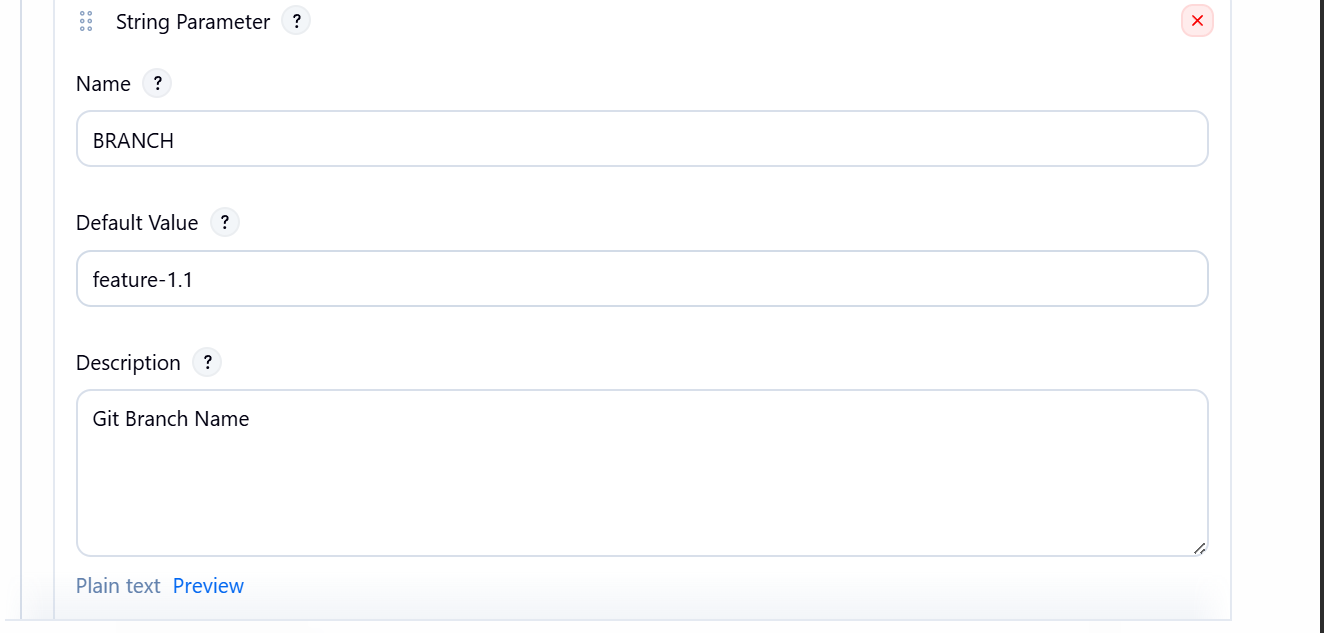 String Parameter ?
Name ?
BRANCH
Default Value ?
feature-1.1
Description ?
Git Branch Name
Plain text Preview